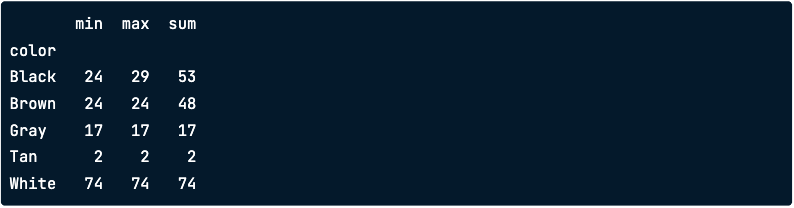 min max sum
color
Black 24 29 53
Brown 24 24 48
Gray 17 17 17
Tan 2 2 2
White 74 74 74